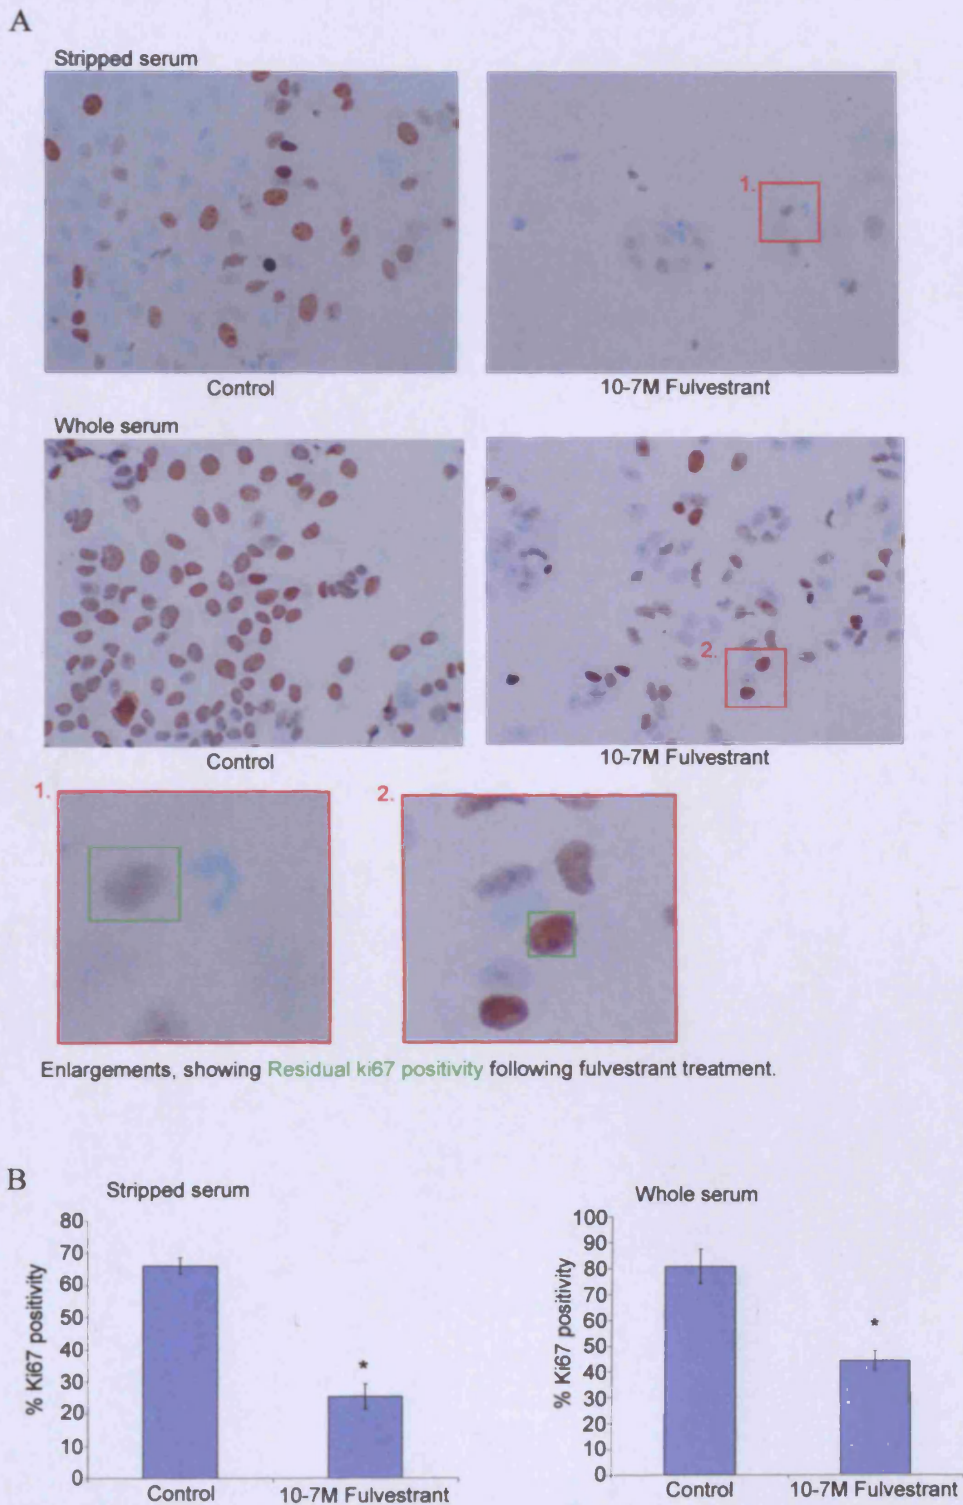 A
Stripped serum
1.
Control
10-7M Fulvestrant
Whole serum
2.
Control
10-7M Fulvestrant
1.
2.
Enlargements, showing Residual ki67 positivity following fulvestrant treatment.
B
Stripped serum
% Ki67 positivity
80
70
60
50
40
30
20
10
0
*
Control
10-7M Fulvestrant
Whole serum
% Ki67 positivity
100
90
80
70
60
50
40
30
20
10
0
*
Control
10-7M Fulvestrant